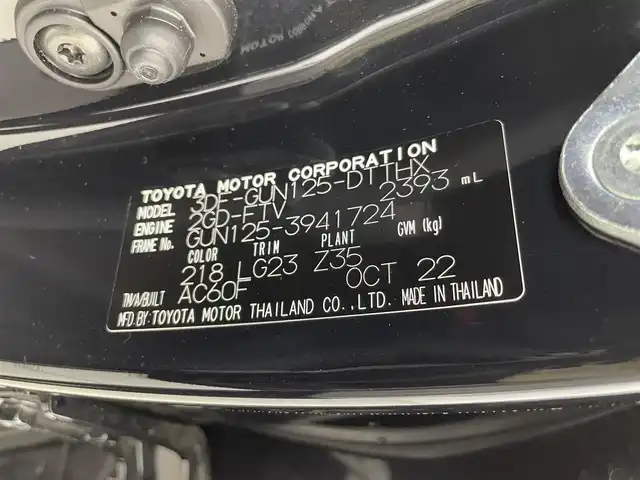 TOYOTA MOTOR CORPORATION
MODEL 3DF-GUN125-DTTHX
ENGINE 2GD-FTV 2393 mL
FRAME No. GUN125-3941724
COLOR TRIM PLANT GVM (kg)
218 LG23 Z35
T/M/A/BUILT AC60F OCT 22
MFD.BY:TOYOTA MOTOR THAILAND CO.,LTD. MADE IN THAILAND